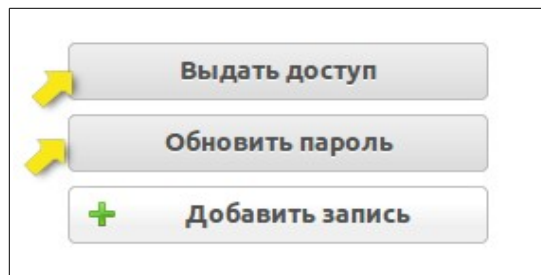 Выдать доступ
Обновить пароль
Добавить запись